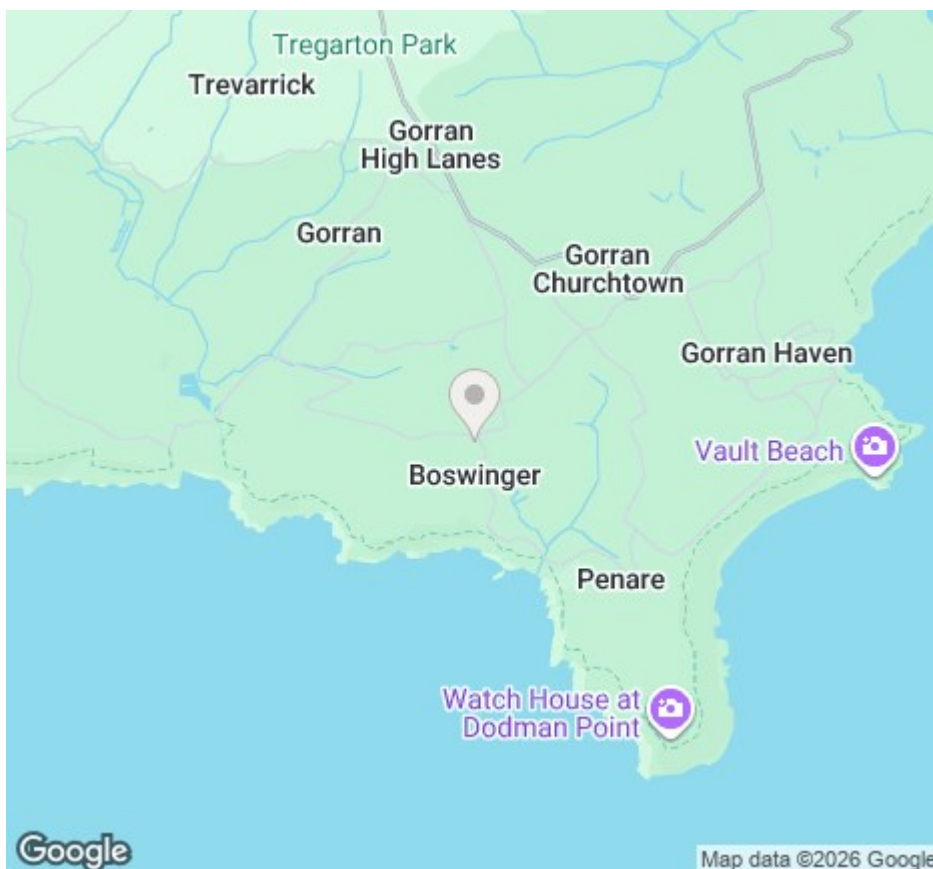 Tregarton Park
Trevarrick
Gorran
High Lanes
Gorran
Gorran
Churchtown
Gorran Haven
Vault Beach
Boswinger
Penare
Watch House at
Dodman Point
Google
Map data ©2026 Google